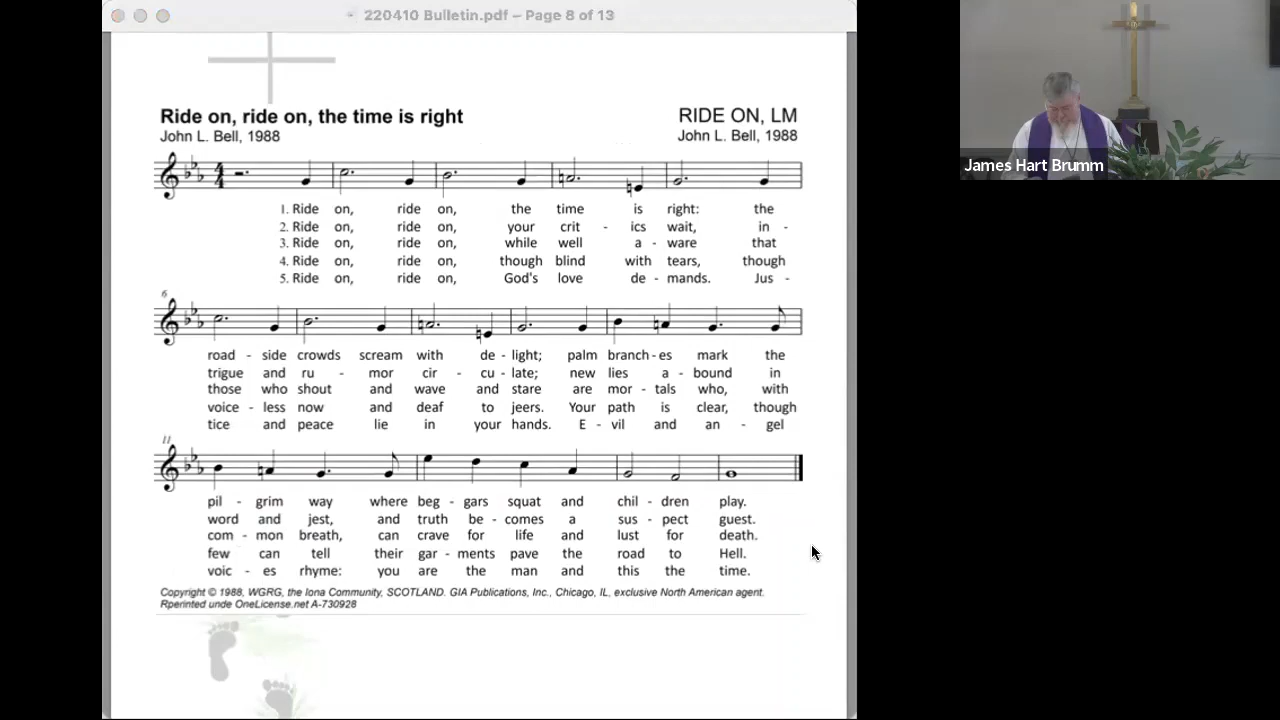 220410 Bulletin.pdf – Page 8 of 13
Ride on, ride on, the time is right
RIDE ON, LM
John L. Bell, 1988
John L. Bell, 1988
4
4
1. Ride on, ride on, the time is right: the
2. Ride on, ride on, your crit - ics wait, in -
3. Ride on, ride on, while well a - ware that
4. Ride on, ride on, though blind with tears, though
5. Ride on, ride on, God's love de - mands. Jus -
6
road - side crowds scream with de - light; palm branch - es mark the
trigue and ru - mor cir - cu - late; new lies a - bound in
those who shout and wave and stare are mor - tals who, with
voice - less now and deaf to jeers. Your path is clear, though
tice and peace lie in your hands. E - vil and an - gel
11
pil - grim way where beg - gars squat and chil - dren play.
word and jest, and truth be - comes a sus - pect guest.
com - mon breath, can crave for life and lust for death.
few can tell their gar - ments pave the road to Hell.
voic - es rhyme: you are the man and this the time.
Copyright © 1988, WGRG, the Iona Community, SCOTLAND. GIA Publications, Inc., Chicago, IL, exclusive North American agent.
Rperinted unde OneLicense.net A-730928
James Hart Brumm